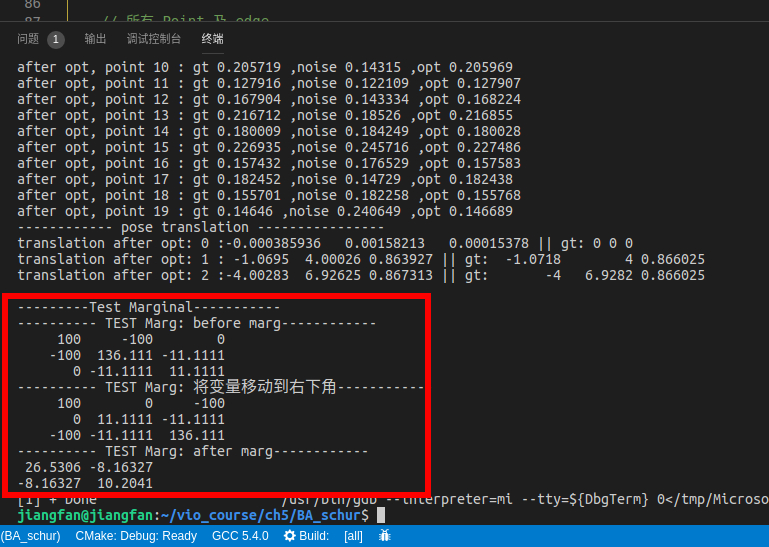 86
87 // 所有 Point 及 edge
问题 1 输出 调试控制台 终端
after opt, point 10 : gt 0.205719 ,noise 0.14315 ,opt 0.205969
after opt, point 11 : gt 0.127916 ,noise 0.122109 ,opt 0.127907
after opt, point 12 : gt 0.167904 ,noise 0.143334 ,opt 0.168224
after opt, point 13 : gt 0.216712 ,noise 0.18526 ,opt 0.216855
after opt, point 14 : gt 0.180009 ,noise 0.184249 ,opt 0.180028
after opt, point 15 : gt 0.226935 ,noise 0.245716 ,opt 0.227486
after opt, point 16 : gt 0.157432 ,noise 0.176529 ,opt 0.157583
after opt, point 17 : gt 0.182452 ,noise 0.14729 ,opt 0.182438
after opt, point 18 : gt 0.155701 ,noise 0.182258 ,opt 0.155768
after opt, point 19 : gt 0.14646 ,noise 0.240649 ,opt 0.146689
------------ pose translation ----------------
translation after opt: 0 :-0.000385936 0.00158213 0.00015378 || gt: 0 0 0
translation after opt: 1 : -1.0695 4.00026 0.863927 || gt: -1.0718 4 0.866025
translation after opt: 2 :-4.00283 6.92625 0.867313 || gt: -4 6.9282 0.866025
---------Test Marginal-----------
---------- TEST Marg: before marg------------
100 -100 0
-100 136.111 -11.1111
0 -11.1111 11.1111
---------- TEST Marg: 将变量移动到右下角-----------
100 0 -100
0 11.1111 -11.1111
-100 -11.1111 136.111
---------- TEST Marg: after marg------------
26.5306 -8.16327
-8.16327 10.2041
[1] + Done /usr/bin/gdb --interpreter=mi --tty=${DbgTerm} 0</tmp/Microso
jiangfan@jiangfan:~/vio_course/ch5/BA_schur$
(BA_schur) CMake: Debug: Ready GCC 5.4.0 Build: [all]